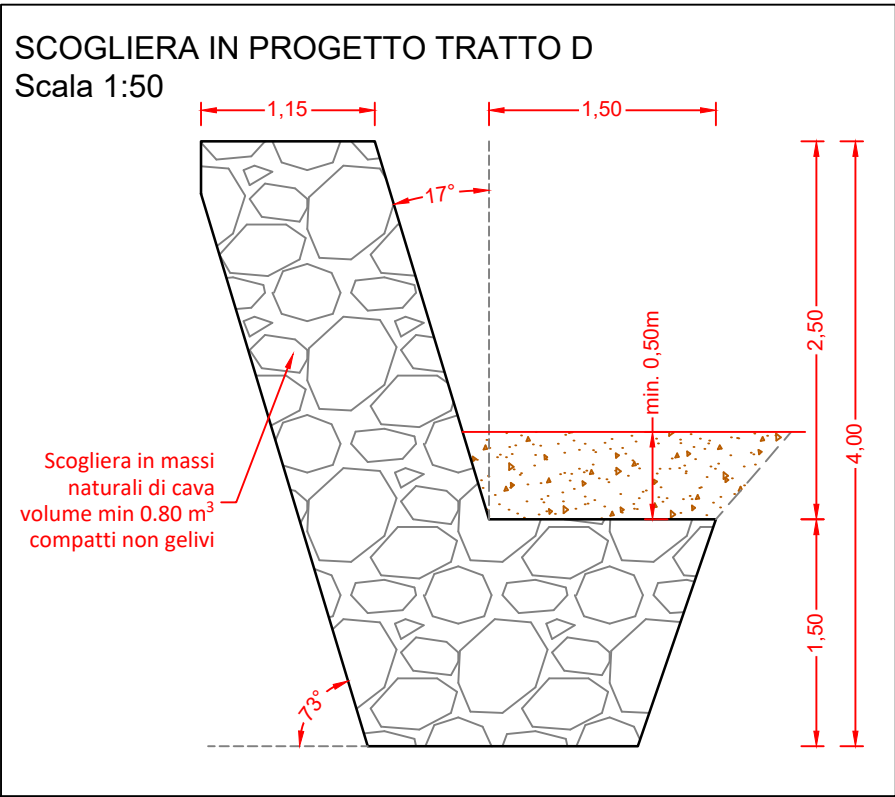 SCOGLIERA IN PROGETTO TRATTO D
Scala 1:50
1,15
1,50
17°
min. 0,50m
2,50
4,00
Scogliera in massi
naturali di cava
volume min 0.80 m³
compatti non gelivi
1,50
73°